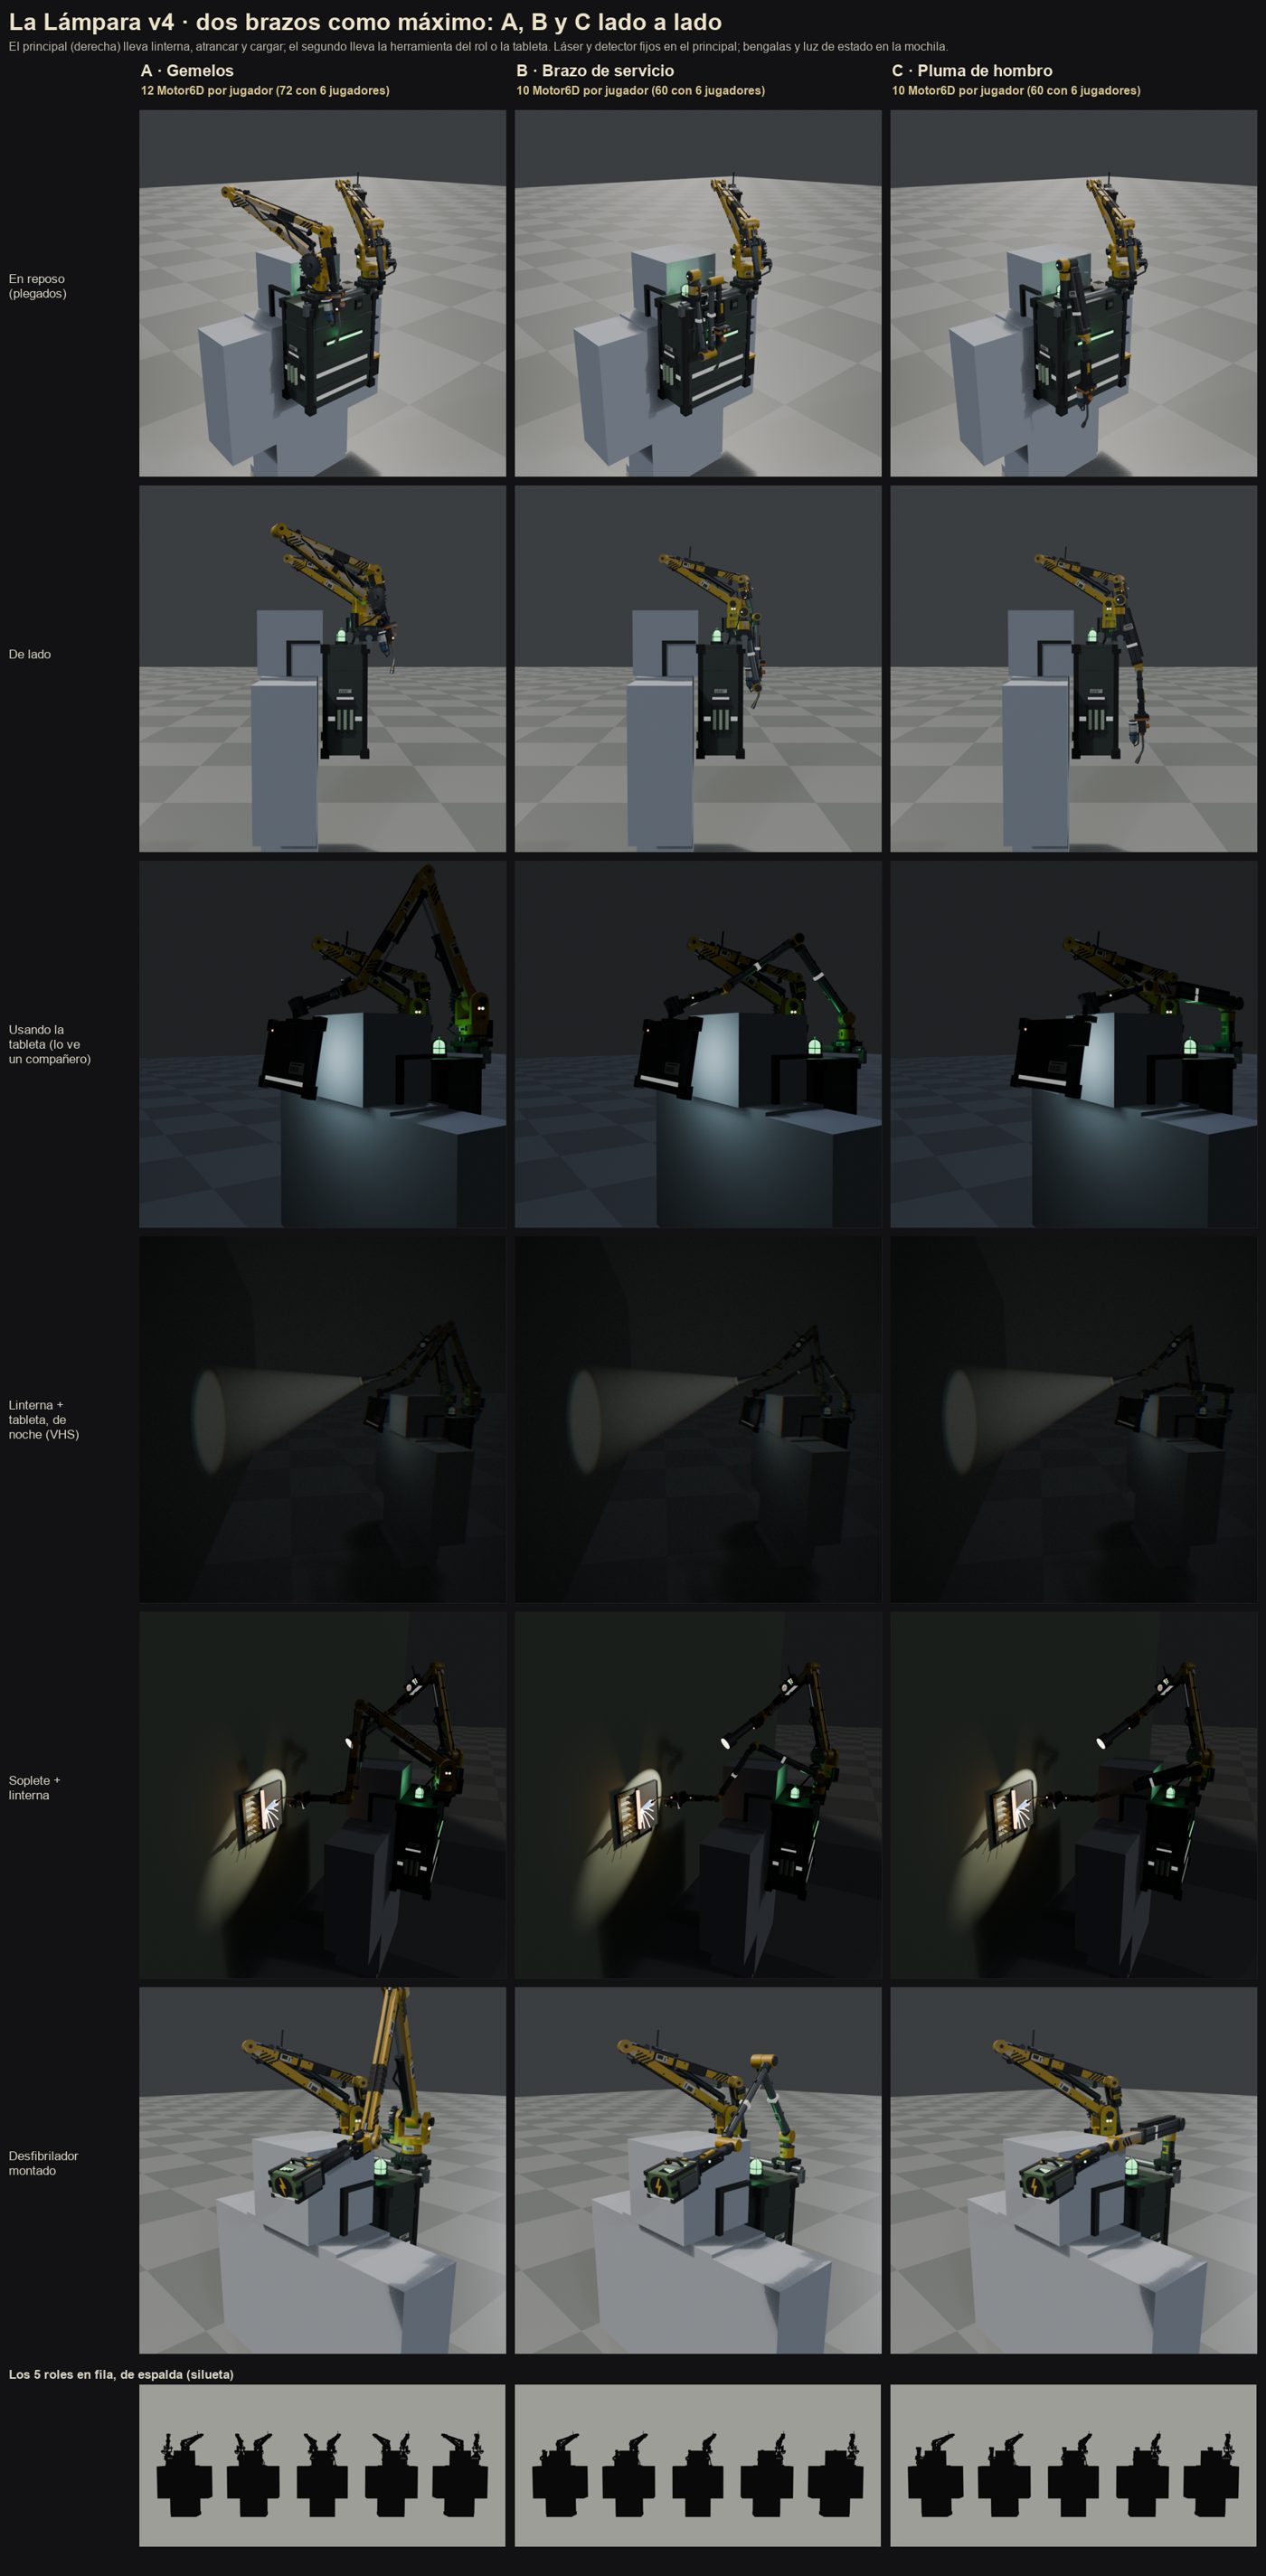 La Lámpara v4 · dos brazos como máximo: A, B y C lado a lado
El principal (derecha) lleva linterna, atrancar y cargar; el segundo lleva la herramienta del rol o la tableta. Láser y detector fijos en el principal; bengalas y luz de estado en la mochila.
A · Gemelos
12 Motor6D por jugador (72 con 6 jugadores)
B · Brazo de servicio
10 Motor6D por jugador (60 con 6 jugadores)
C · Pluma de hombro
10 Motor6D por jugador (60 con 6 jugadores)
En reposo
(plegados)
De lado
Usando la
tableta (lo ve
un compañero)
Linterna +
tableta, de
noche (VHS)
Soplete +
linterna
Desfibrilador
montado
Los 5 roles en fila, de espalda (silueta)